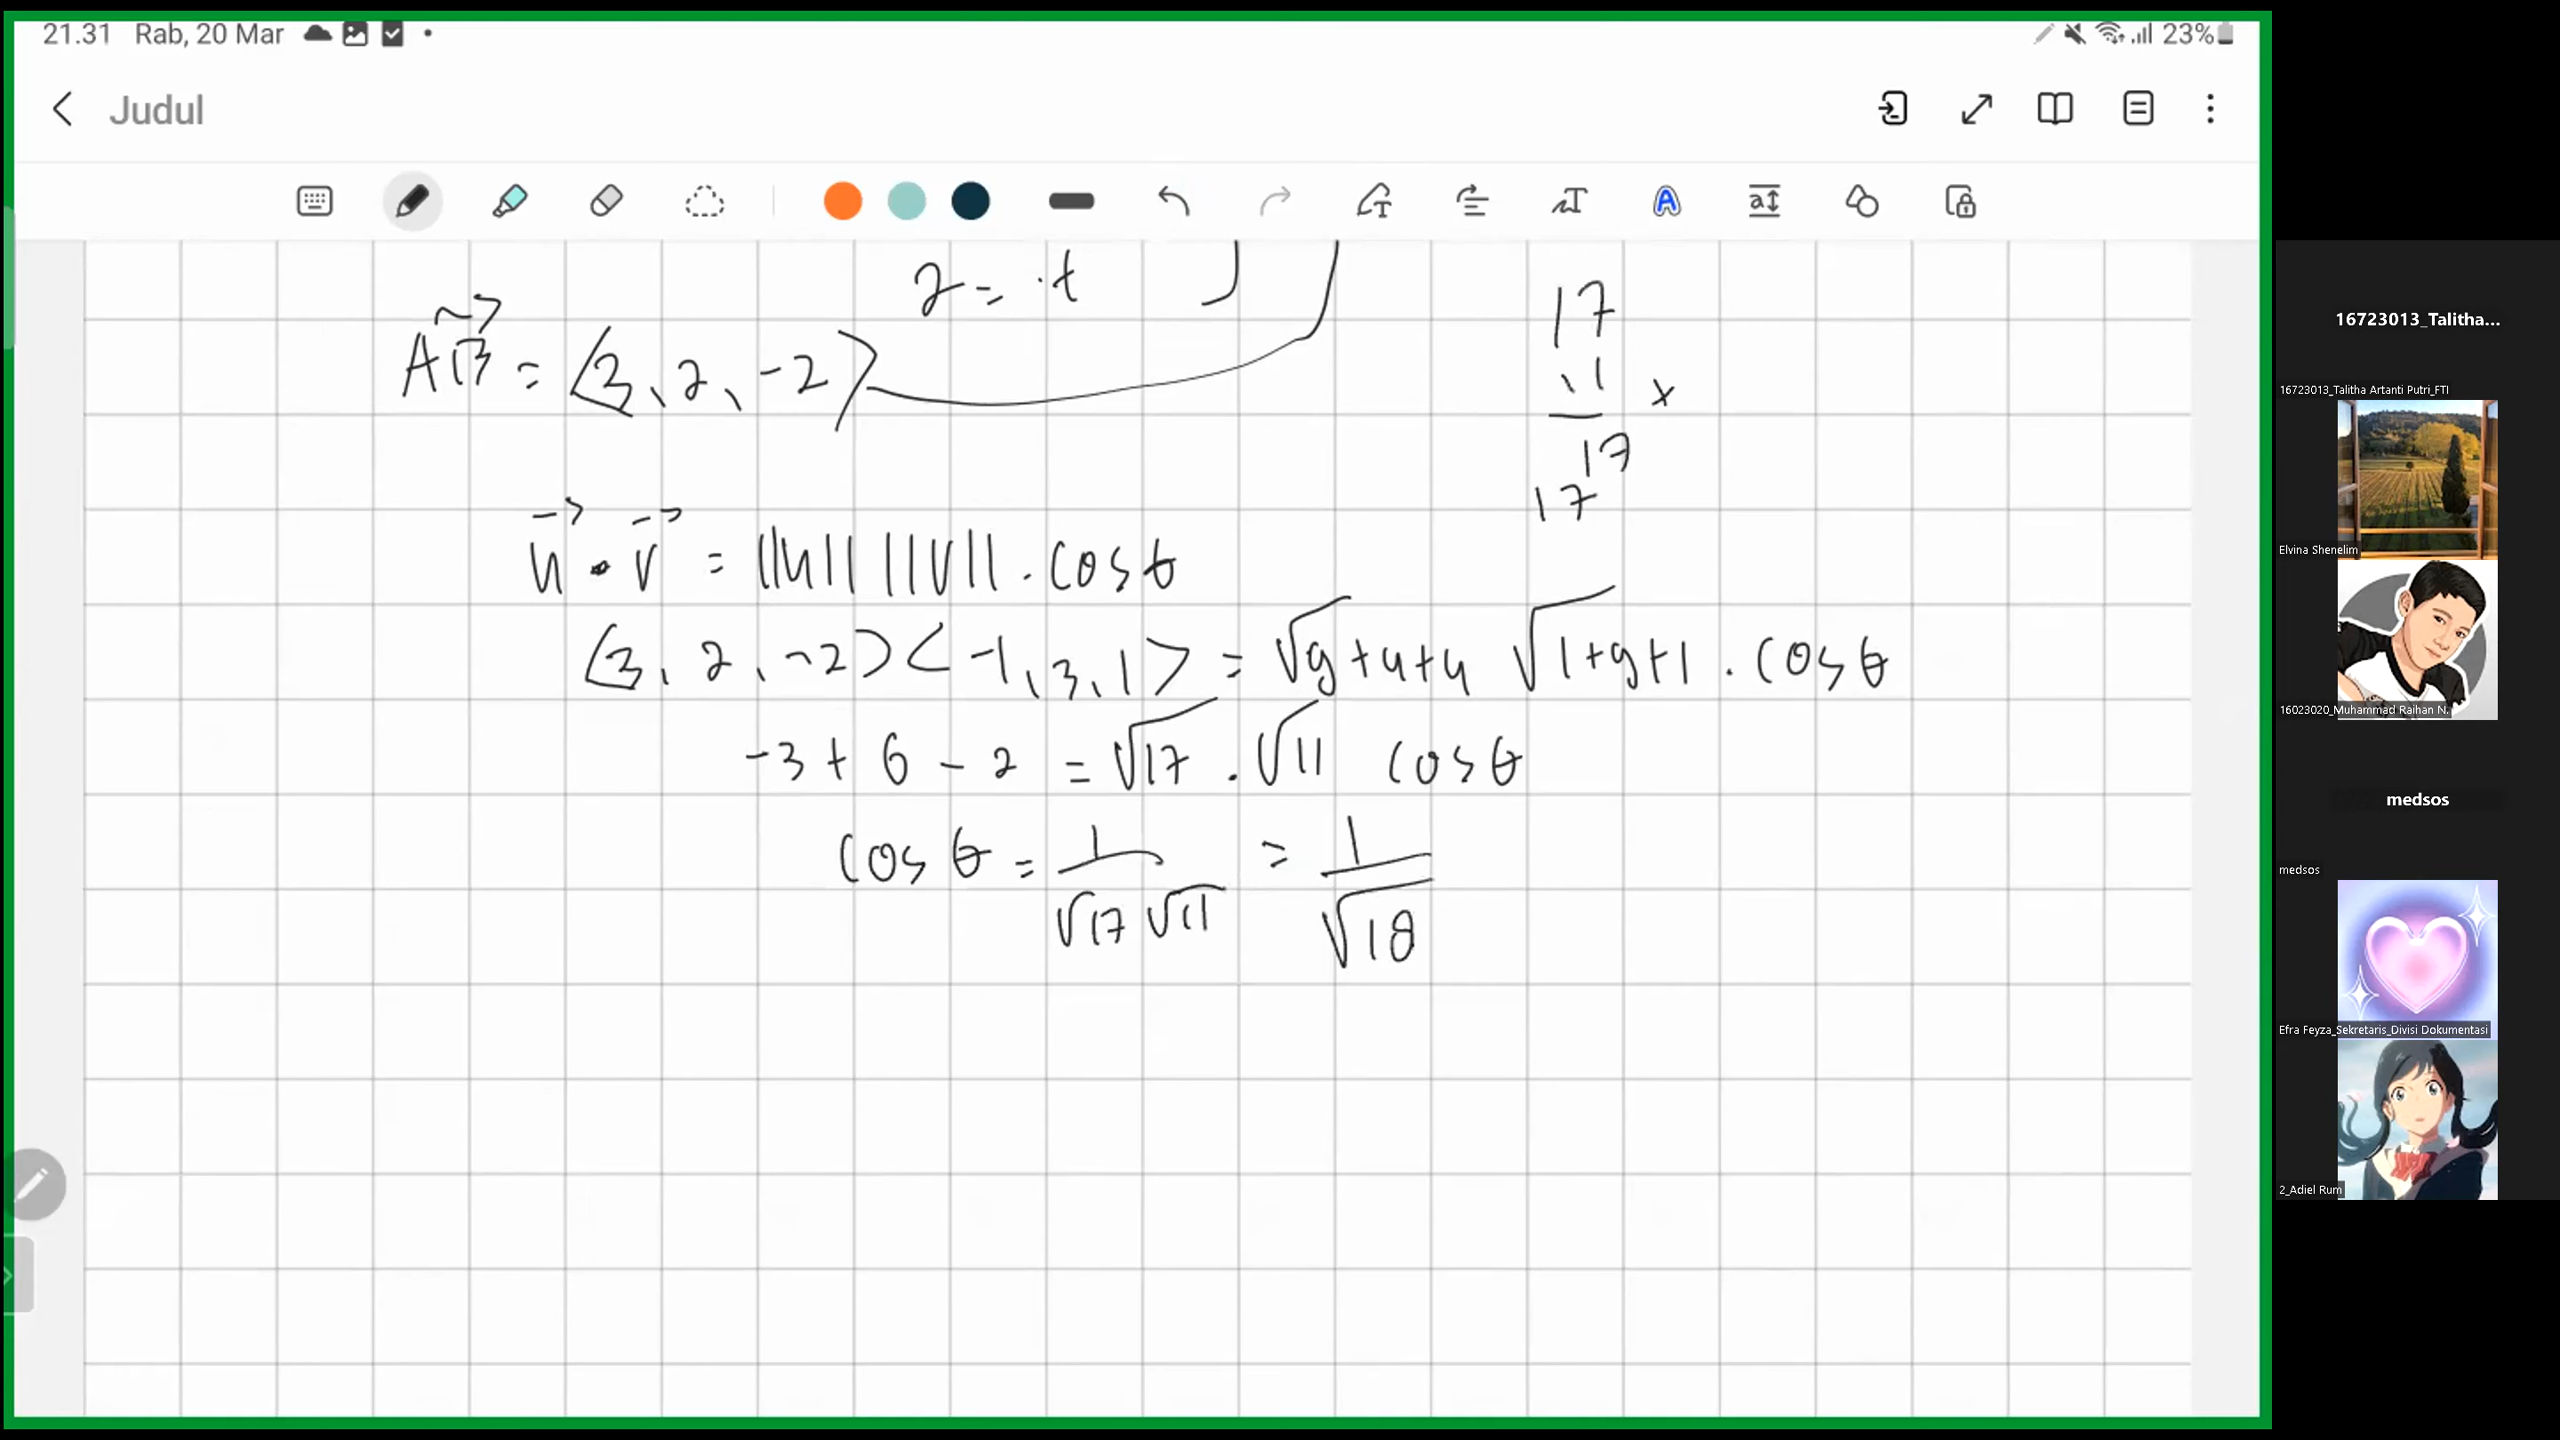 21.31 Rab, 20 Mar
23%
Judul
z = t
AB = ⟨3, 2, -2⟩
17
11 ×
17
17
u • v = ||u|| ||v|| . cos θ
⟨3, 2, -2⟩ ⟨-1, 3, 1⟩ = √9+4+4 √1+9+1 . cos θ
-3 + 6 - 2 = √17 . √11 cos θ
cos θ = 1/√17 √11 = 1/√18
16723013_Talitha...
16723013_Talitha Artanti Putri_FTI
Elvina Shenelim
16023020_Muhammad Raihan N.
medsos
medsos
Efra Feyza_Sekretaris_Divisi Dokumentasi
2_Adiel Rum